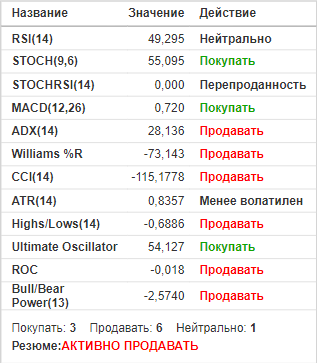 Название Значение Действие
RSI(14) 49,295 Нейтрально
STOCH(9,6) 55,095 Покупать
STOCHRSI(14) 0,000 Перепроданность
MACD(12,26) 0,720 Покупать
ADX(14) 28,136 Продавать
Williams %R -73,143 Продавать
CCI(14) -115,1778 Продавать
ATR(14) 0,8357 Менее волатилен
Highs/Lows(14) -0,6886 Продавать
Ultimate Oscillator 54,127 Покупать
ROC -0,018 Продавать
Bull/Bear
Power(13) -2,5740 Продавать
Покупать: 3 Продавать: 6 Нейтрально: 1
Резюме:АКТИВНО ПРОДАВАТЬ